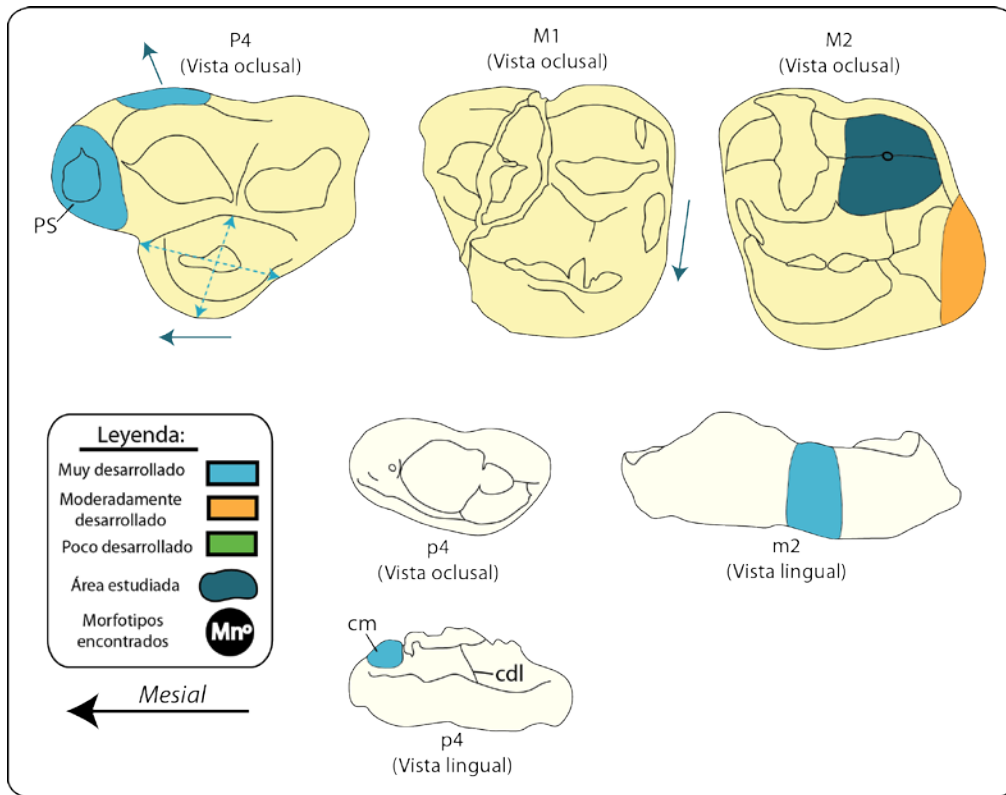 P4
(Vista oclusal)
M1
(Vista oclusal)
M2
(Vista oclusal)
PS
Leyenda:
Muy desarrollado
Moderadamente
desarrollado
Poco desarrollado
Área estudiada
Morfotipos
encontrados
Mnº
Mesial
p4
(Vista oclusal)
m2
(Vista lingual)
cm
cdl
p4
(Vista lingual)